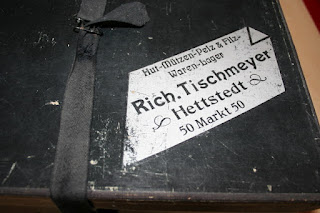 Hut-Mützen-Pelz & Filz-
Waren-Lager
Rich. Tischmeyer
Hettstedt
50 Markt 50